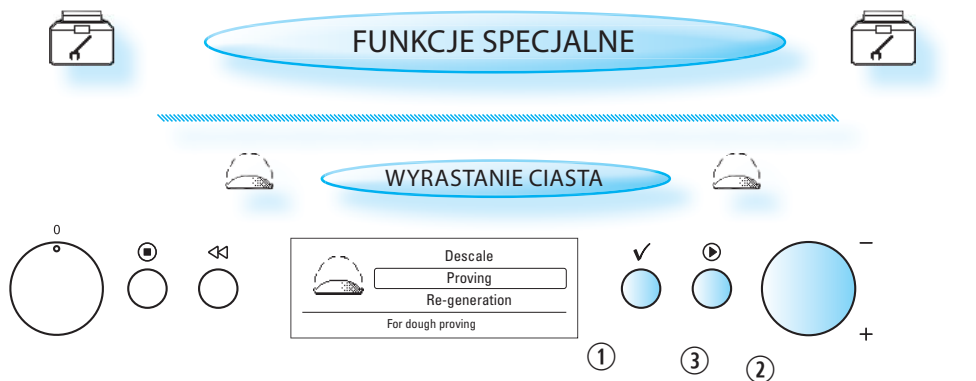 FUNKCJE SPECJALNE
WYRASTANIE CIASTA
0
Descale
Proving
Re-generation
For dough proving
−
+
1 3 2